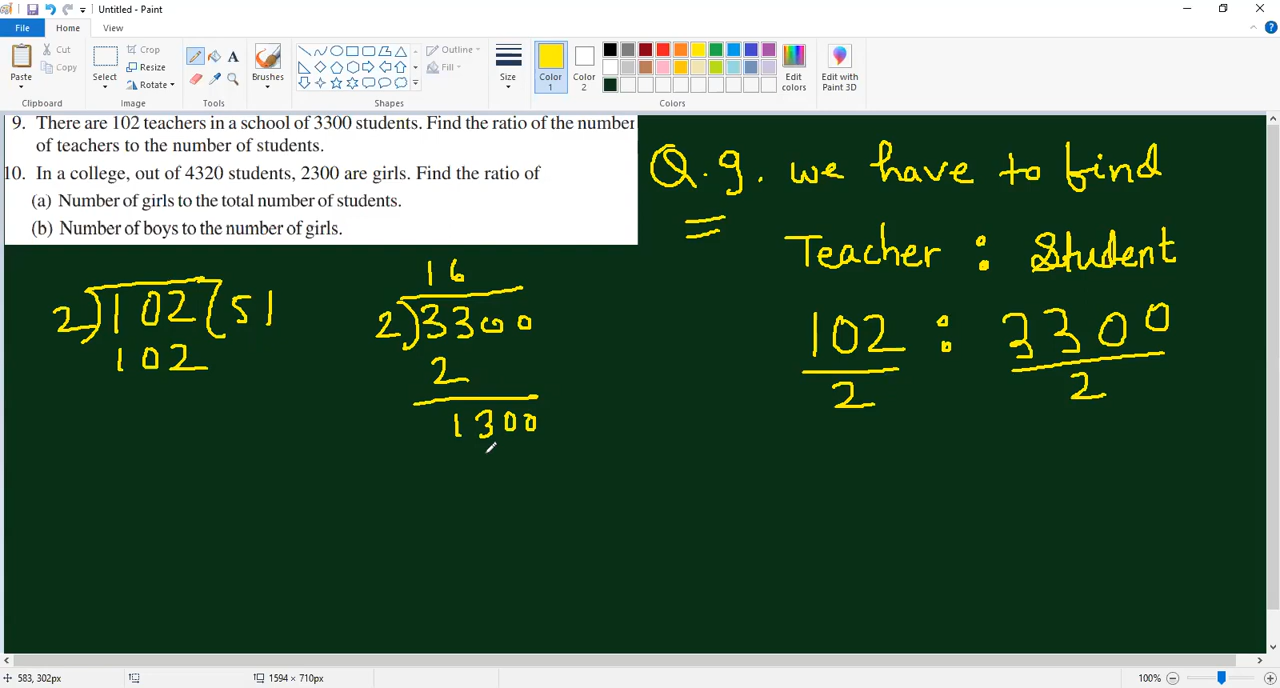 Untitled - Paint
File Home View
Paste Cut Copy Select Crop Resize Rotate A Brushes Outline Fill Size Color 1 Color 2 Edit colors Edit with Paint 3D
Clipboard Image Tools Shapes Colors
9. There are 102 teachers in a school of 3300 students. Find the ratio of the number
of teachers to the number of students.
10. In a college, out of 4320 students, 2300 are girls. Find the ratio of
(a) Number of girls to the total number of students.
(b) Number of boys to the number of girls.
Q.9. we have to find
Teacher : Student
102 : 3300
2 2
2)102(51
102
16
2)3300
2
1300
583, 302px 1594 × 710px 100%